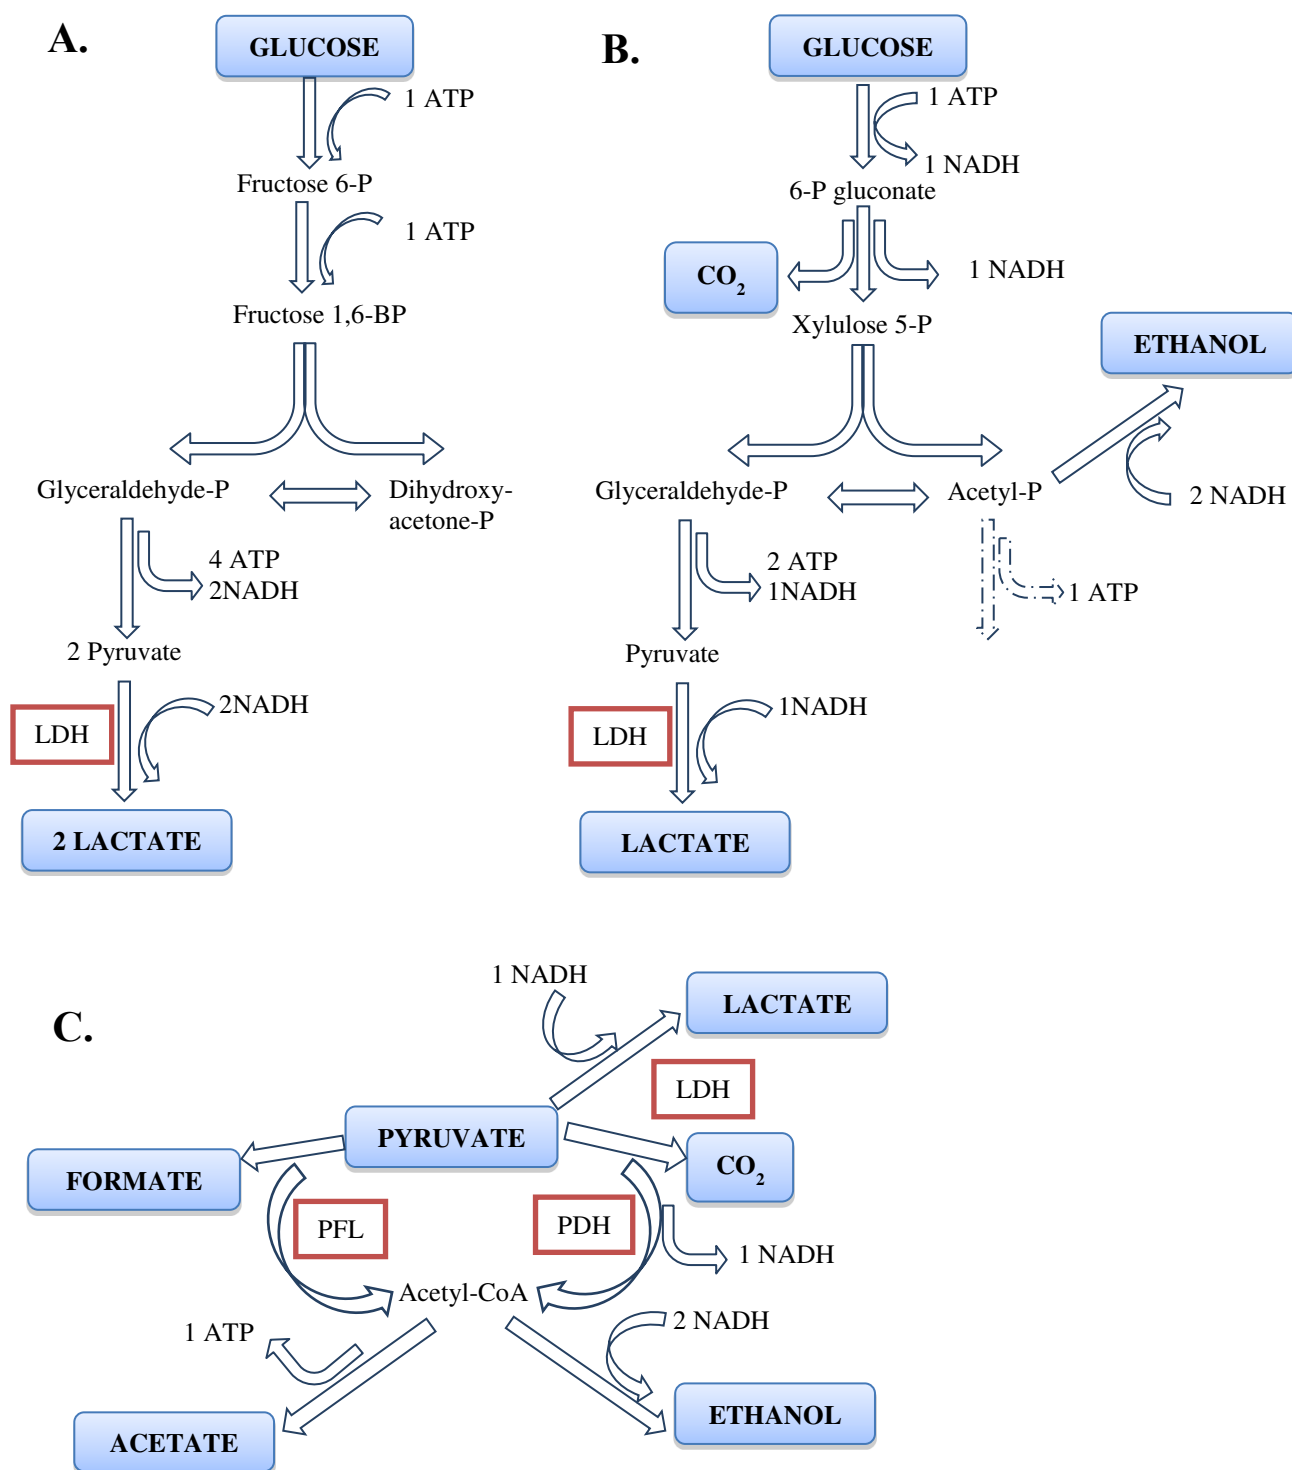 A.
GLUCOSE
1 ATP
Fructose 6-P
1 ATP
Fructose 1,6-BP
Glyceraldehyde-P
Dihydroxy-
acetone-P
4 ATP
2NADH
2 Pyruvate
LDH
2NADH
2 LACTATE
B.
GLUCOSE
1 ATP
1 NADH
6-P gluconate
CO₂
1 NADH
Xylulose 5-P
ETHANOL
Glyceraldehyde-P
Acetyl-P
2 NADH
2 ATP
1NADH
1 ATP
Pyruvate
LDH
1NADH
LACTATE
C.
1 NADH
LACTATE
LDH
PYRUVATE
FORMATE
CO₂
PFL
PDH
1 NADH
Acetyl-CoA
1 ATP
2 NADH
ACETATE
ETHANOL